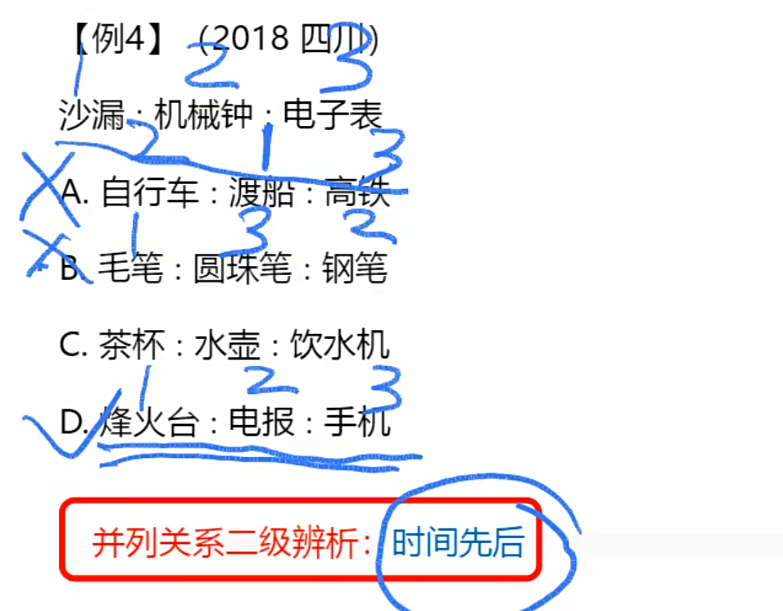 【例4】（2018 四川）
1 2 3
沙漏：机械钟：电子表
2 1 3
A. 自行车：渡船：高铁
1 3 2
B. 毛笔：圆珠笔：钢笔
C. 茶杯：水壶：饮水机
1 2 3
D. 烽火台：电报：手机
并列关系二级辨析：时间先后